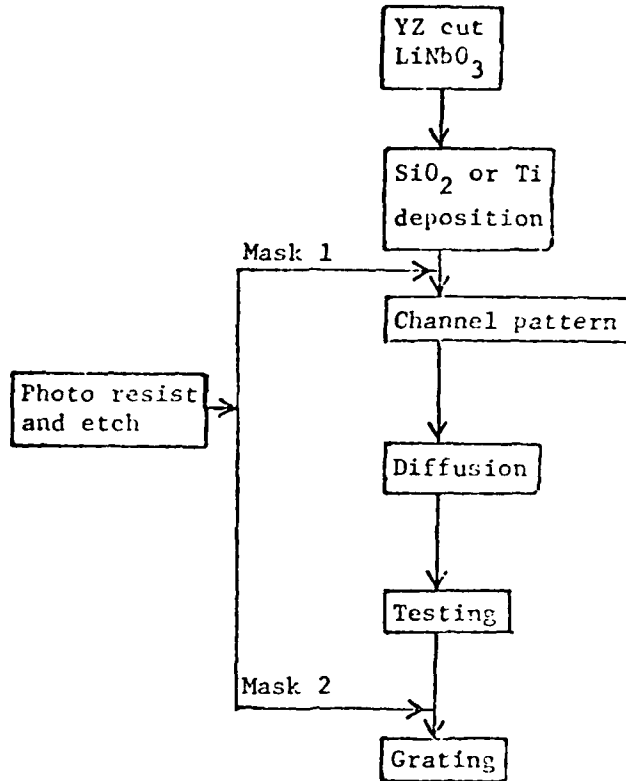 YZ cut
LiNbO3
SiO2 or Ti
deposition
Mask 1
Channel pattern
Photo resist
and etch
Diffusion
Testing
Mask 2
Grating